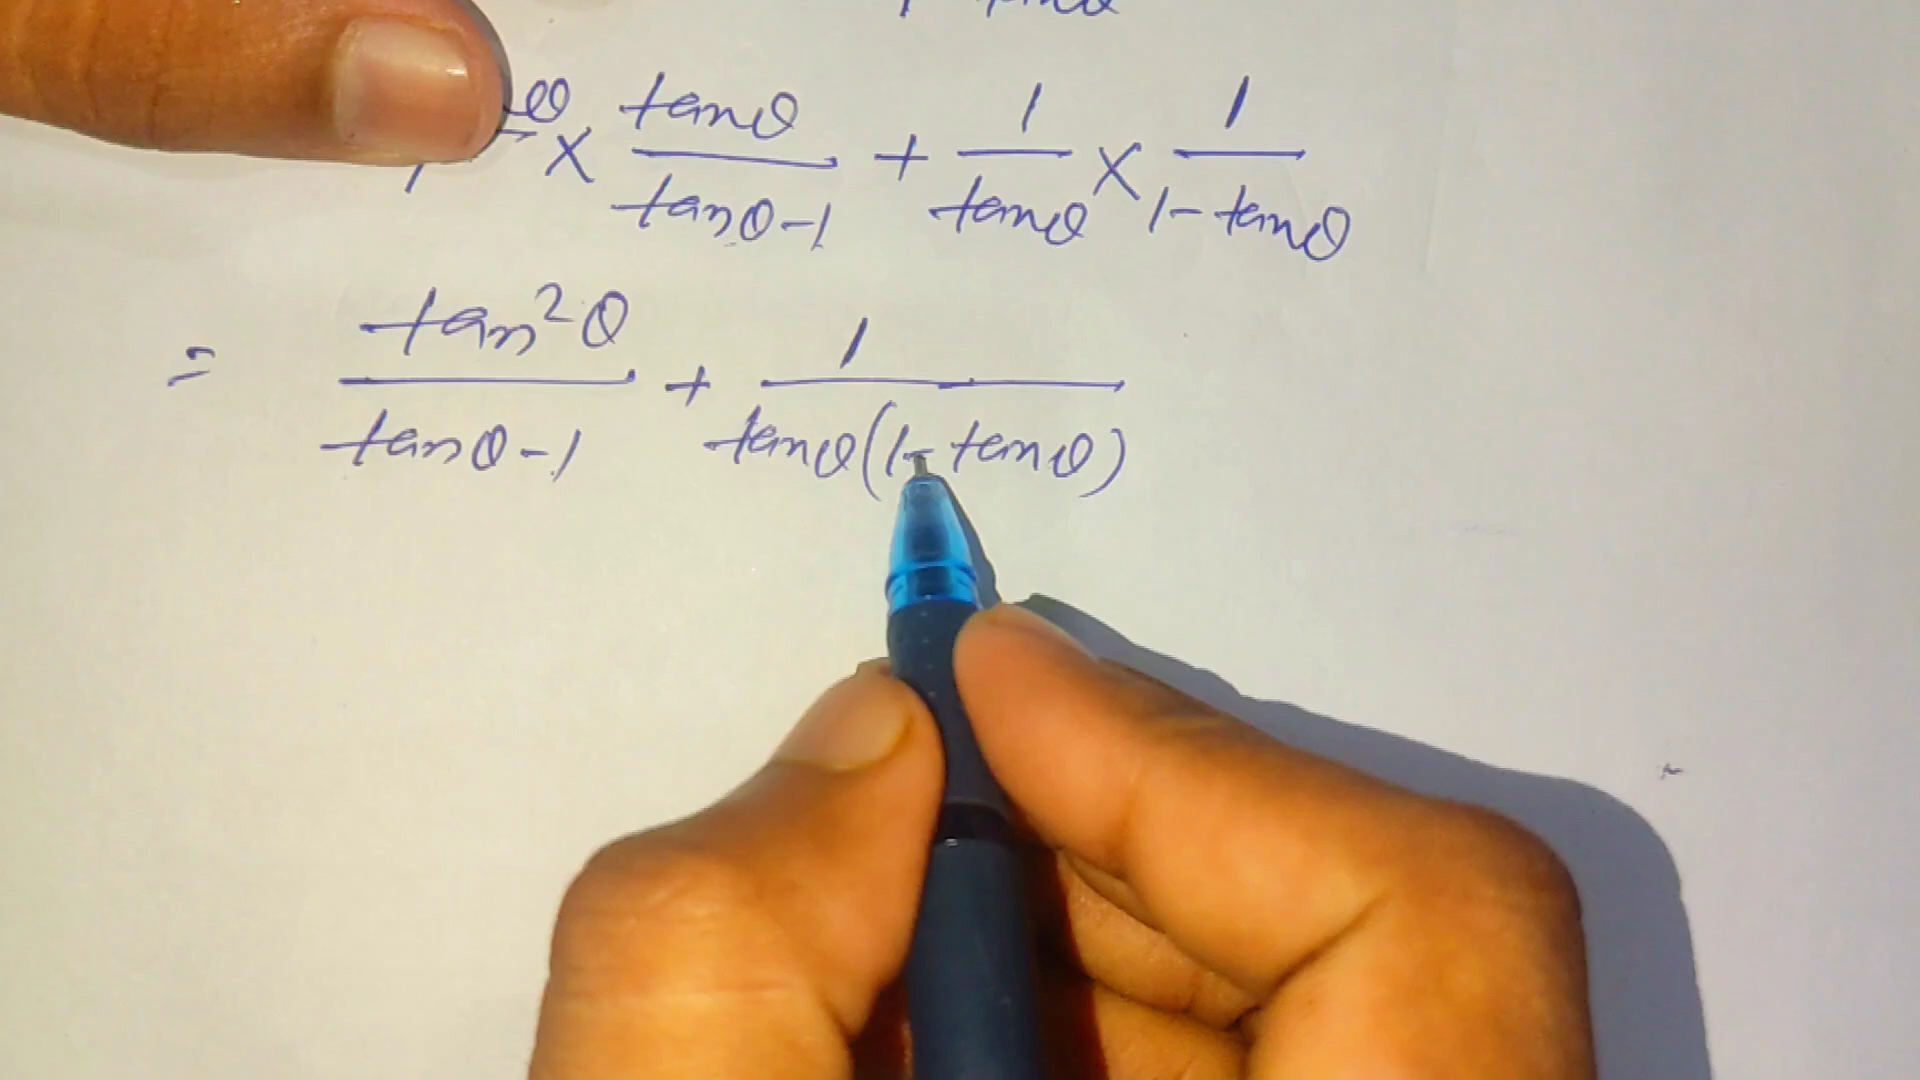 θ × tanθ/tanθ-1 + 1/tanθ × 1/1-tanθ
= tan²θ/tanθ-1 + 1/tanθ(1-tanθ)